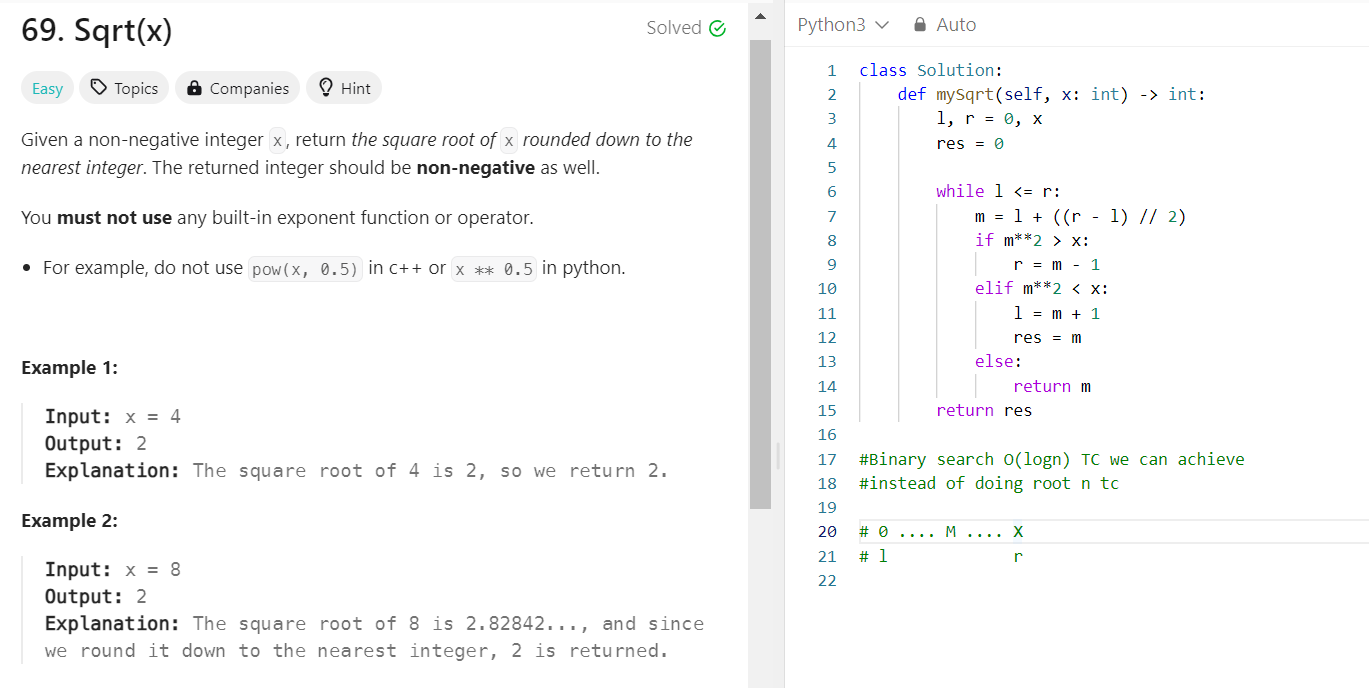 69. Sqrt(x)
Solved
Easy
Topics
Companies
Hint
Given a non-negative integer x, return the square root of x rounded down to the
nearest integer. The returned integer should be non-negative as well.
You must not use any built-in exponent function or operator.
• For example, do not use pow(x, 0.5) in c++ or x ** 0.5 in python.
Example 1:
Input: x = 4
Output: 2
Explanation: The square root of 4 is 2, so we return 2.
Example 2:
Input: x = 8
Output: 2
Explanation: The square root of 8 is 2.82842..., and since
we round it down to the nearest integer, 2 is returned.
Python3
Auto
1 class Solution:
2     def mySqrt(self, x: int) -> int:
3         l, r = 0, x
4         res = 0
5
6         while l <= r:
7             m = l + ((r - l) // 2)
8             if m**2 > x:
9                 r = m - 1
10             elif m**2 < x:
11                 l = m + 1
12                 res = m
13             else:
14                 return m
15         return res
16
17 #Binary search O(logn) TC we can achieve
18 #instead of doing root n tc
19
20 # 0 .... M .... X
21 # l             r
22